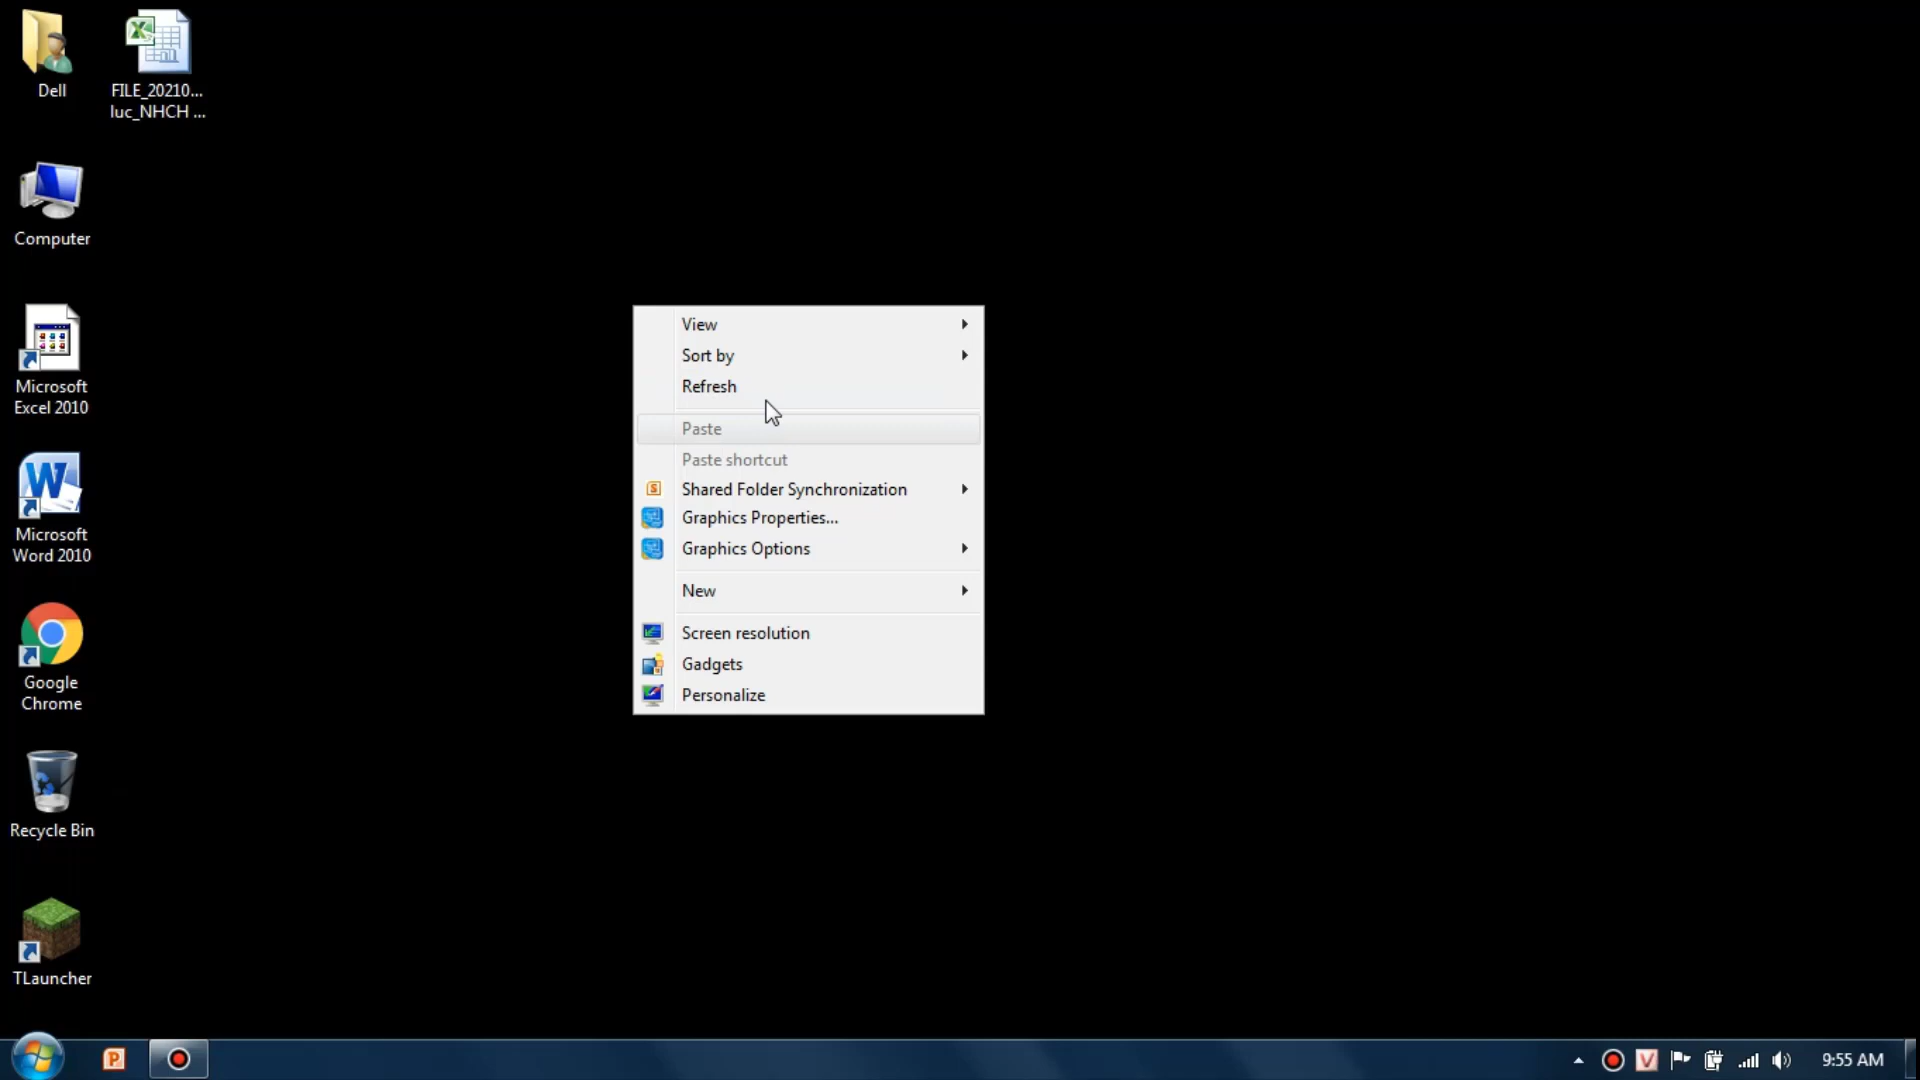 Dell
FILE_20210...
luc_NHCH ...
Computer
Microsoft
Excel 2010
Microsoft
Word 2010
Google
Chrome
Recycle Bin
TLauncher
View
Sort by
Refresh
Paste
Paste shortcut
Shared Folder Synchronization
Graphics Properties...
Graphics Options
New
Screen resolution
Gadgets
Personalize
9:55 AM